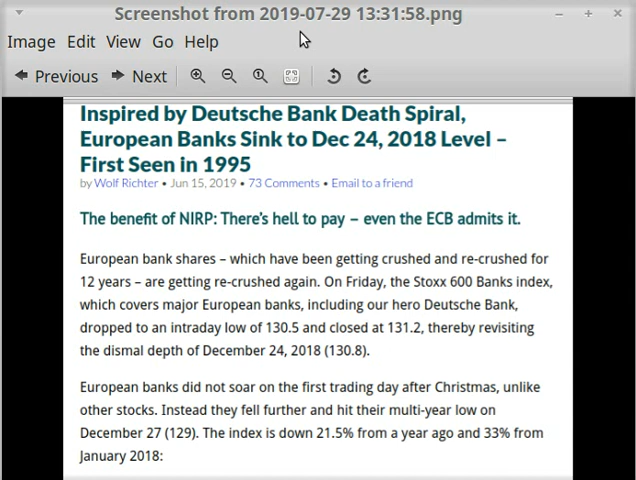 Screenshot from 2019-07-29 13:31:58.png
Image Edit View Go Help
Previous Next
Inspired by Deutsche Bank Death Spiral,
European Banks Sink to Dec 24, 2018 Level –
First Seen in 1995
by Wolf Richter • Jun 15, 2019 • 73 Comments • Email to a friend
The benefit of NIRP: There's hell to pay – even the ECB admits it.
European bank shares – which have been getting crushed and re-crushed for
12 years – are getting re-crushed again. On Friday, the Stoxx 600 Banks index,
which covers major European banks, including our hero Deutsche Bank,
dropped to an intraday low of 130.5 and closed at 131.2, thereby revisiting
the dismal depth of December 24, 2018 (130.8).
European banks did not soar on the first trading day after Christmas, unlike
other stocks. Instead they fell further and hit their multi-year low on
December 27 (129). The index is down 21.5% from a year ago and 33% from
January 2018: